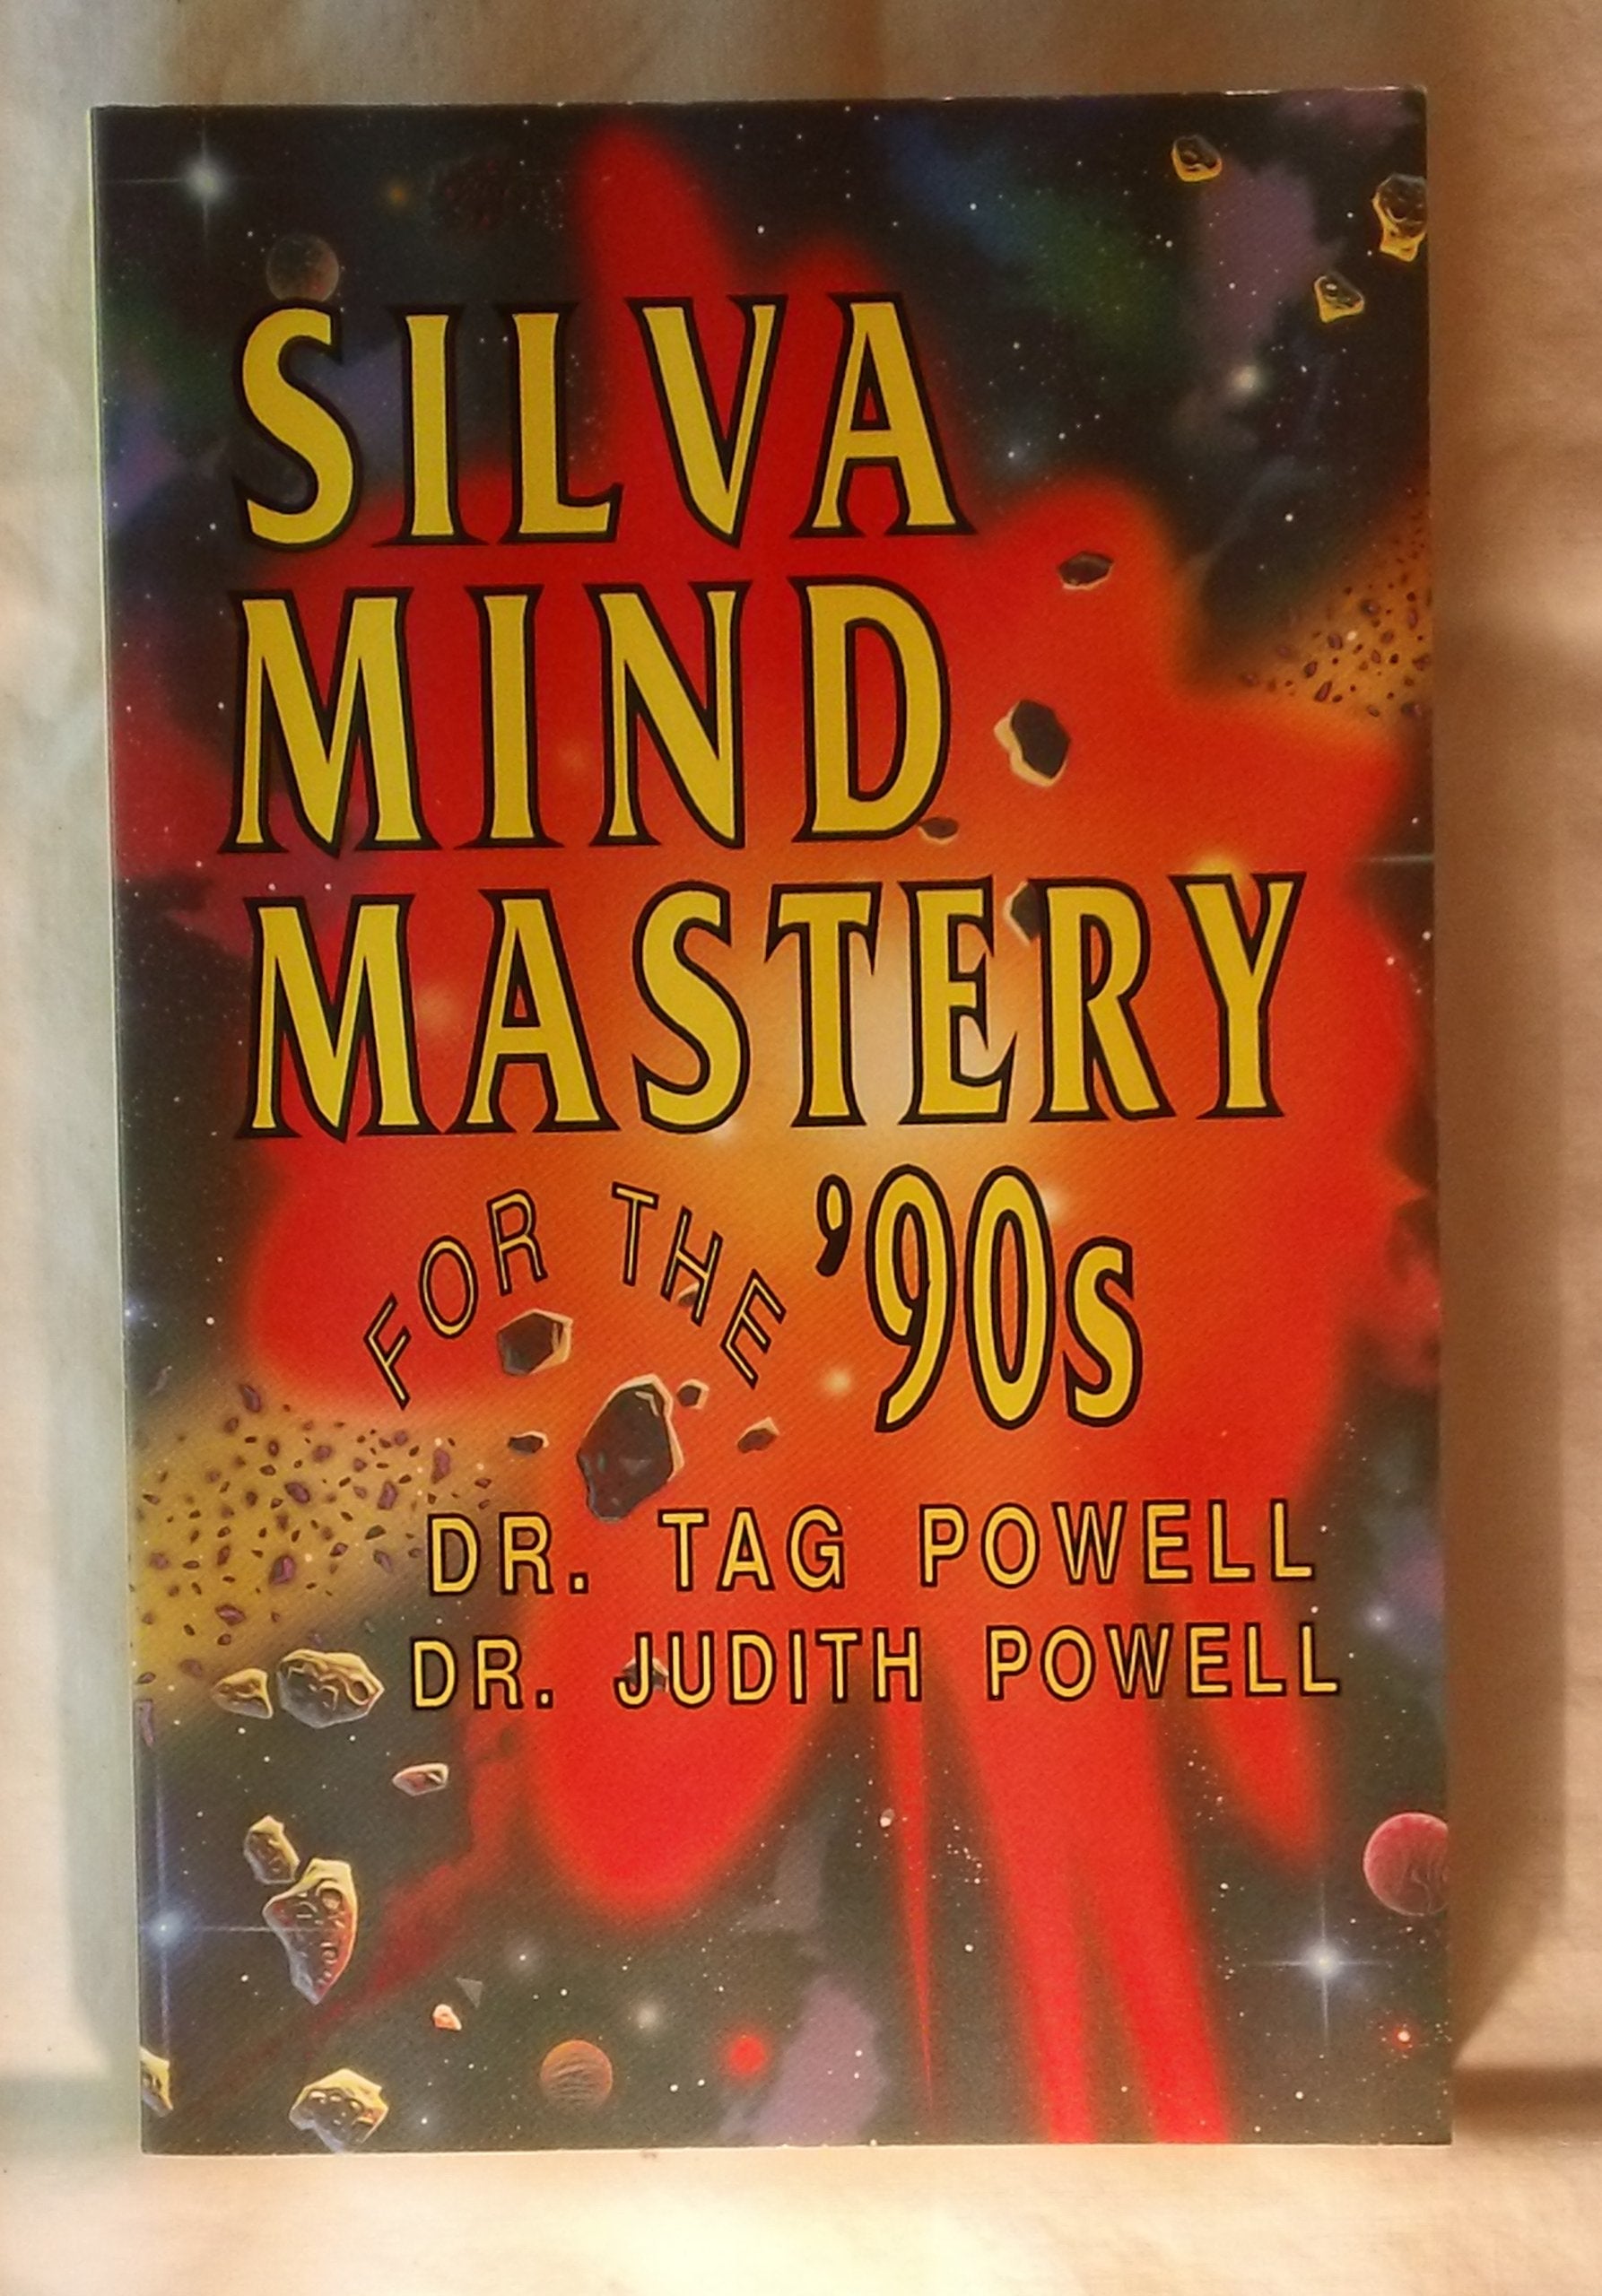 SILVA
MIND
MASTERY
FOR THE '90s
DR. TAG POWELL
DR. JUDITH POWELL